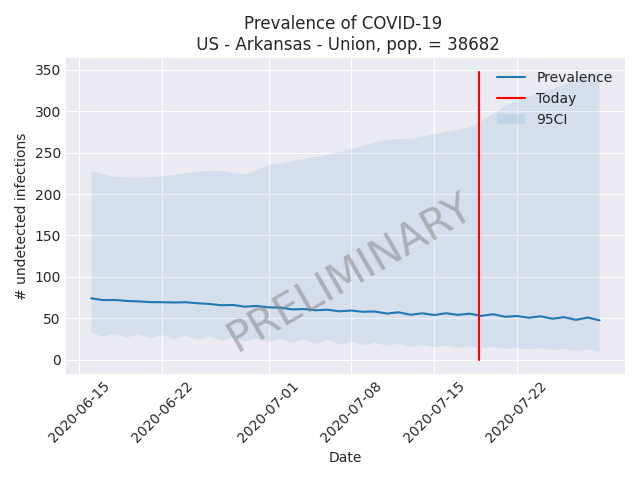 Prevalence of COVID-19
US - Arkansas - Union, pop. = 38682
350
300
250
200
150
100
50
0
# undetected infections
Prevalence
Today
95CI
PRELIMINARY
2020-06-15
2020-06-22
2020-07-01
2020-07-08
2020-07-15
2020-07-22
Date